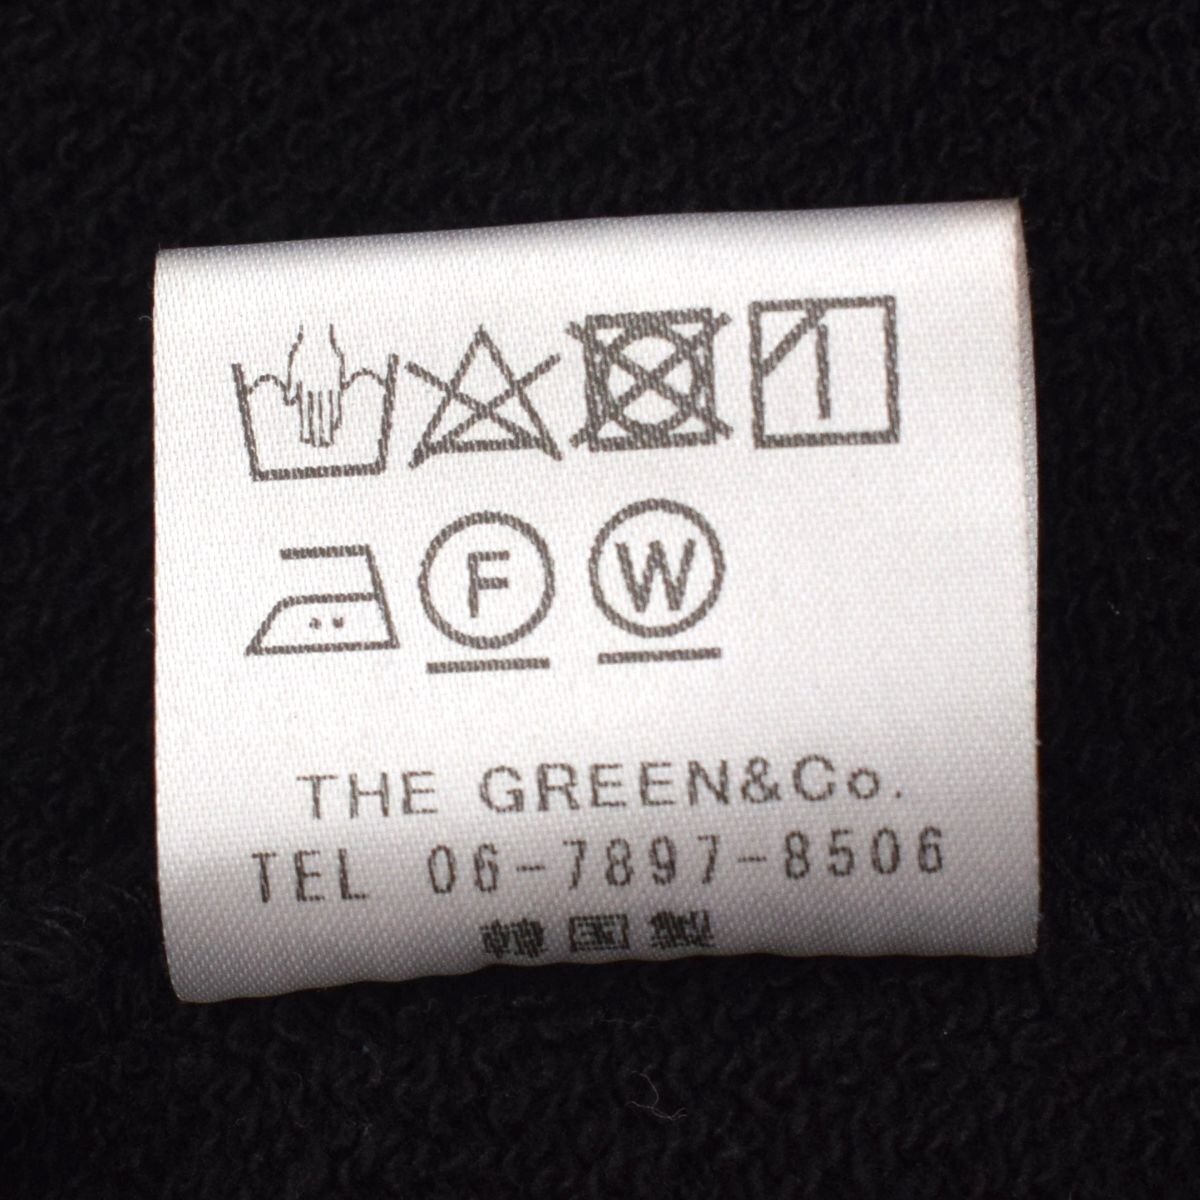 F W
THE GREEN&Co.
TEL 06-7897-8506
韓国製